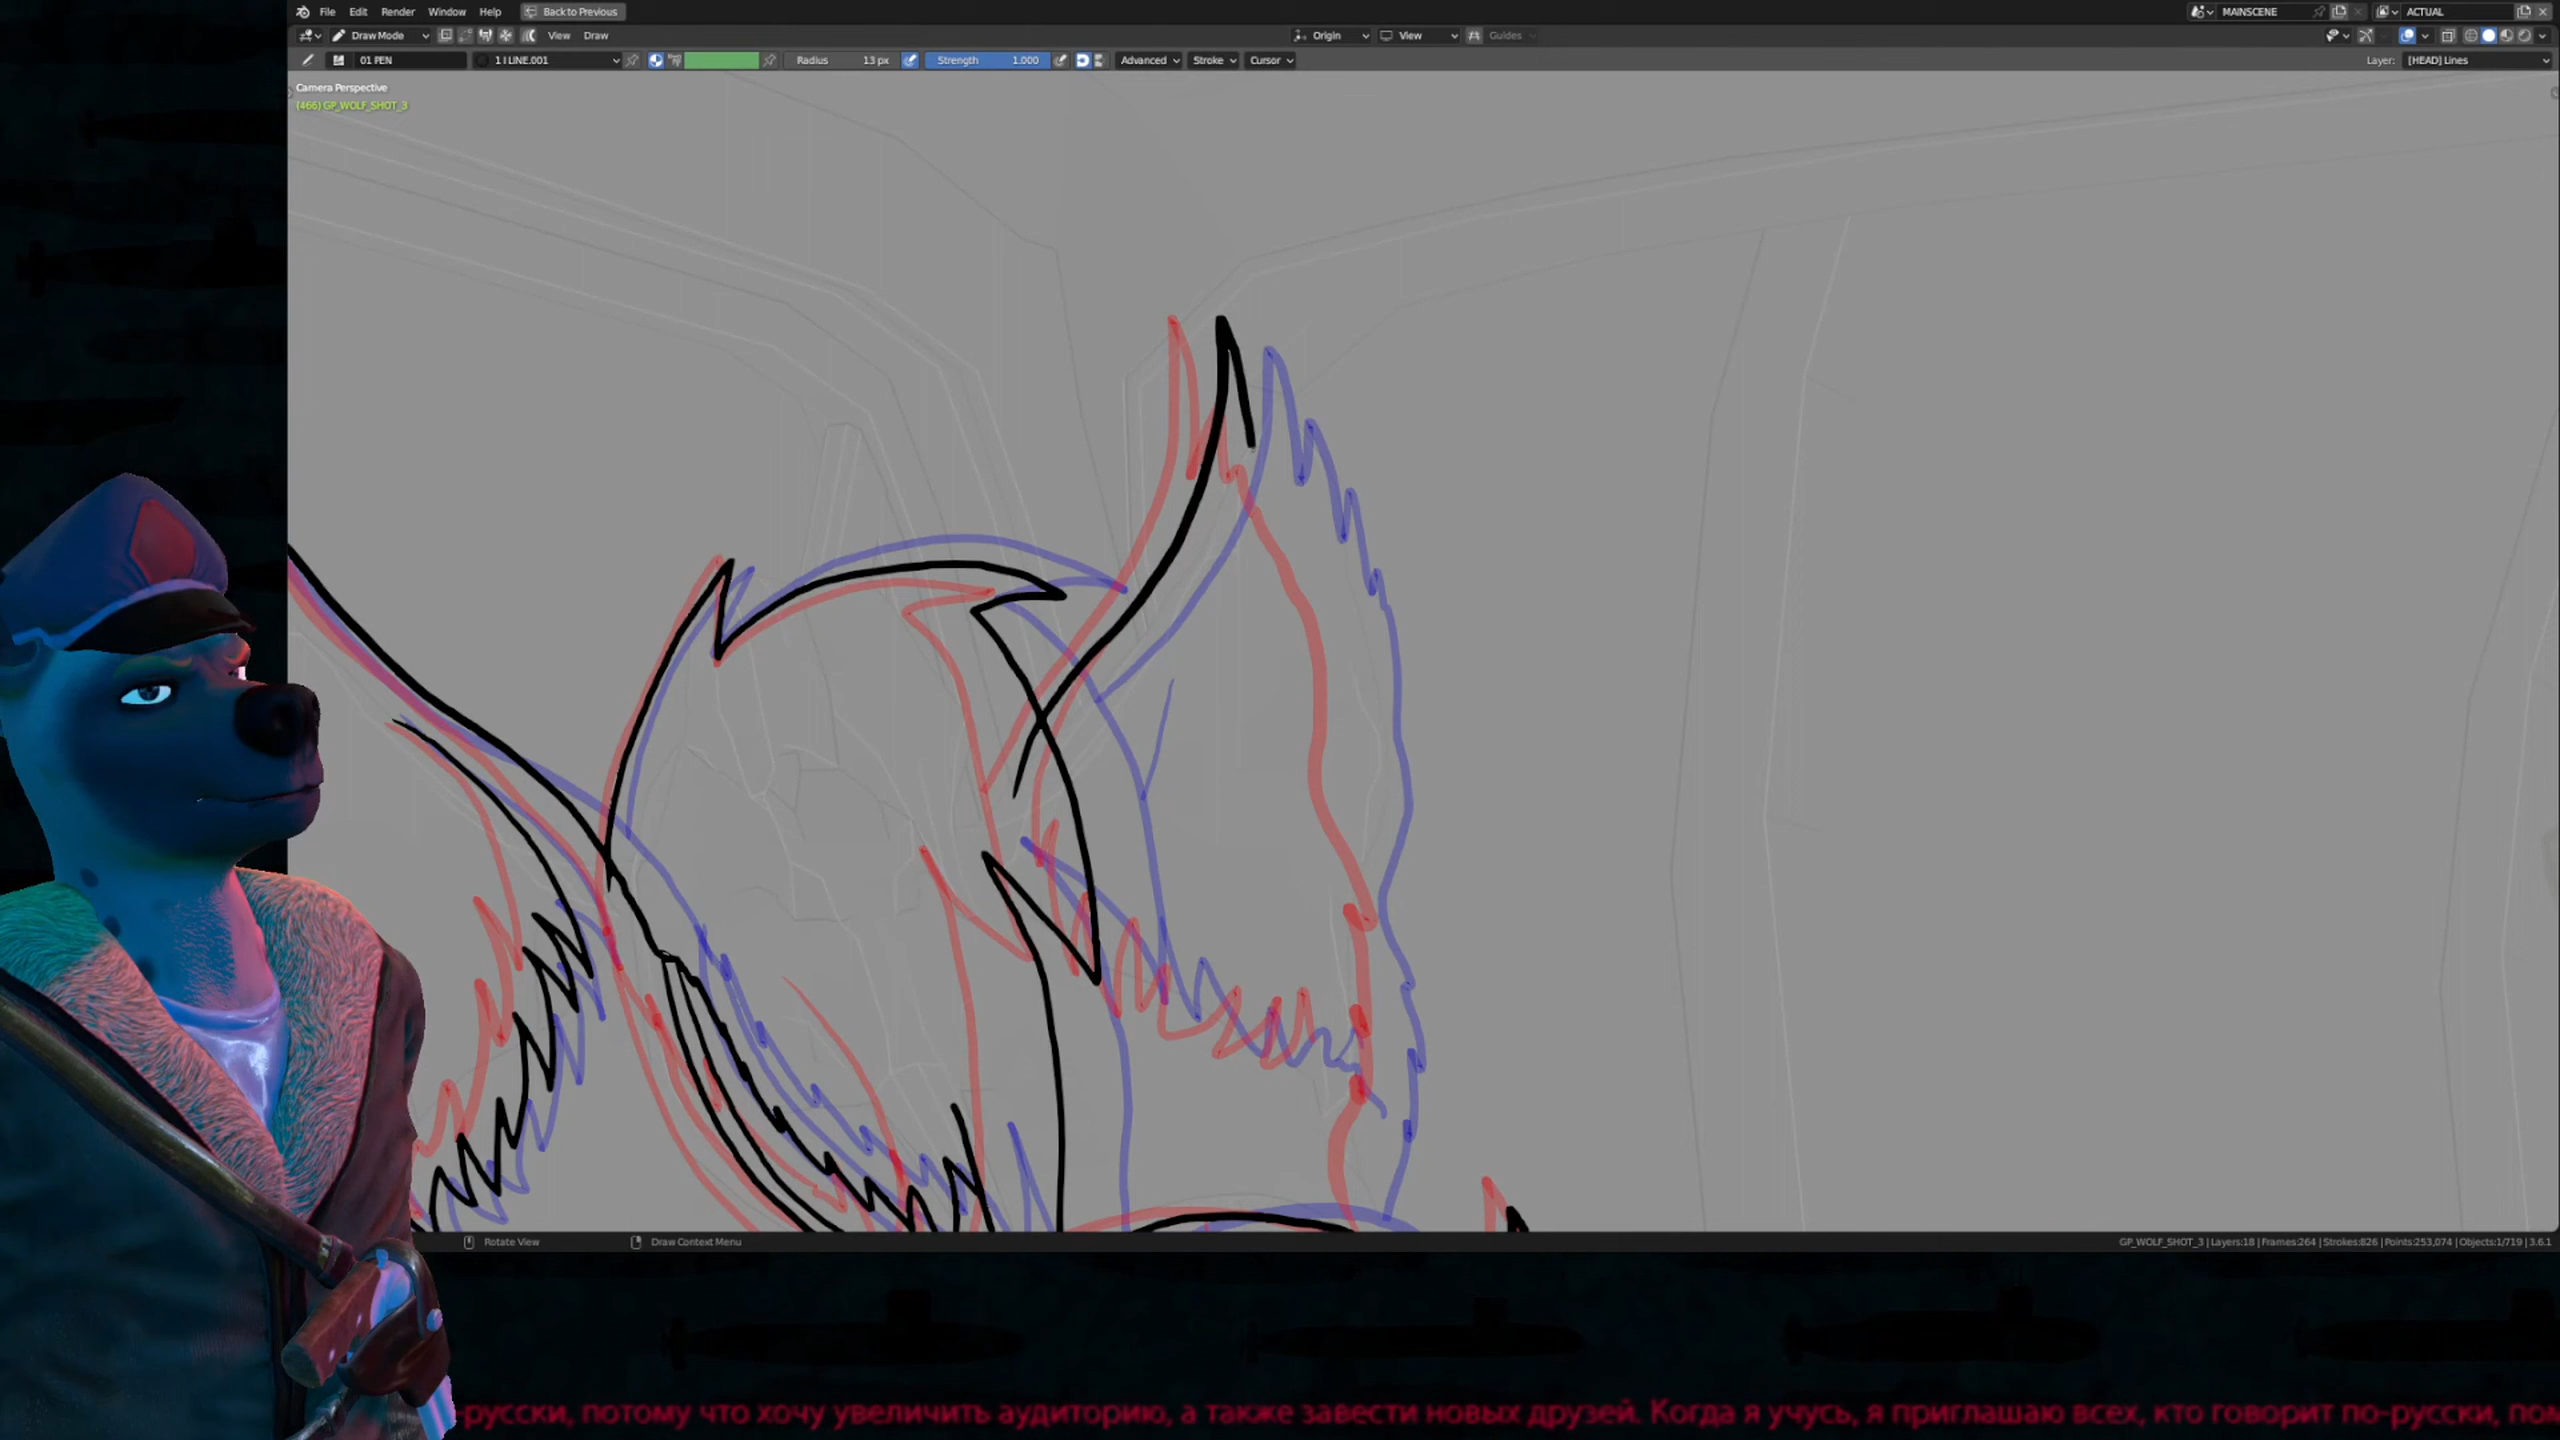 File Edit Render Window Help Back to Previous MAINSCENE ACTUAL
Draw Mode View Draw Origin View Guides
01 PEN 1 I LINE.001 Radius 13 px Strength 1.000 Advanced Stroke Cursor Layer: [HEAD] Lines
Camera Perspective
(466) GP_WOLF_SHOT_3
Rotate View Draw Context Menu GP_WOLF_SHOT_3 | Layers:18 | Frames:264 | Strokes:826 | Points:253,074 | Objects:1/719 | 3.6.1
-русски, потому что хочу увеличить аудиторию, а также завести новых друзей. Когда я учусь, я приглашаю всех, кто говорит по-русски, пом